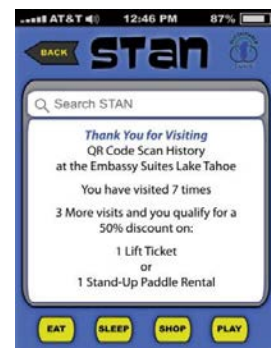 AT&T 12:46 PM 87%
BACK STAN
Search STAN
Thank You for Visiting
QR Code Scan History
at the Embassy Suites Lake Tahoe
You have visited 7 times
3 More visits and you qualify for a
50% discount on:
1 Lift Ticket
or
1 Stand-Up Paddle Rental
EAT SLEEP SHOP PLAY